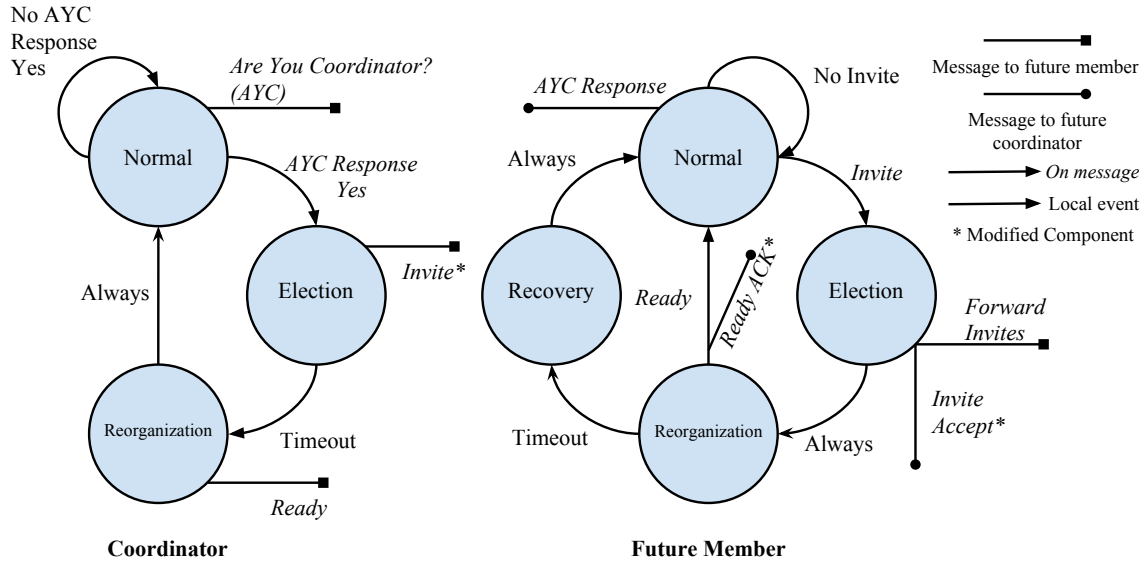 No AYC
Response
Yes
Are You Coordinator?
(AYC)
Normal
AYC Response
Yes
Election
Invite*
Always
Reorganization
Timeout
Ready
Coordinator
AYC Response
No Invite
Always
Normal
Invite
Recovery
Ready
Ready ACK*
Election
Forward
Invites
Invite
Accept*
Timeout
Reorganization
Always
Future Member
Message to future member
Message to future
coordinator
On message
Local event
* Modified Component